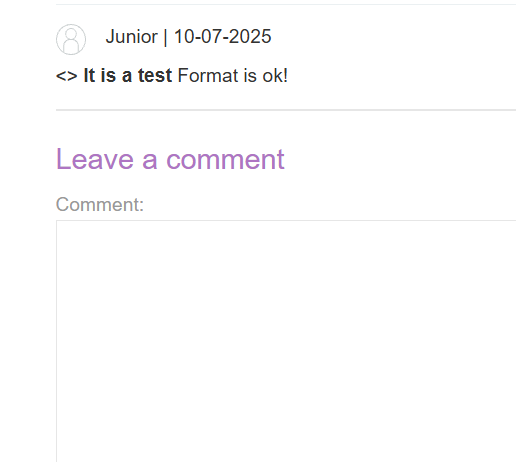 Junior | 10-07-2025
<> It is a test Format is ok!
Leave a comment
Comment: